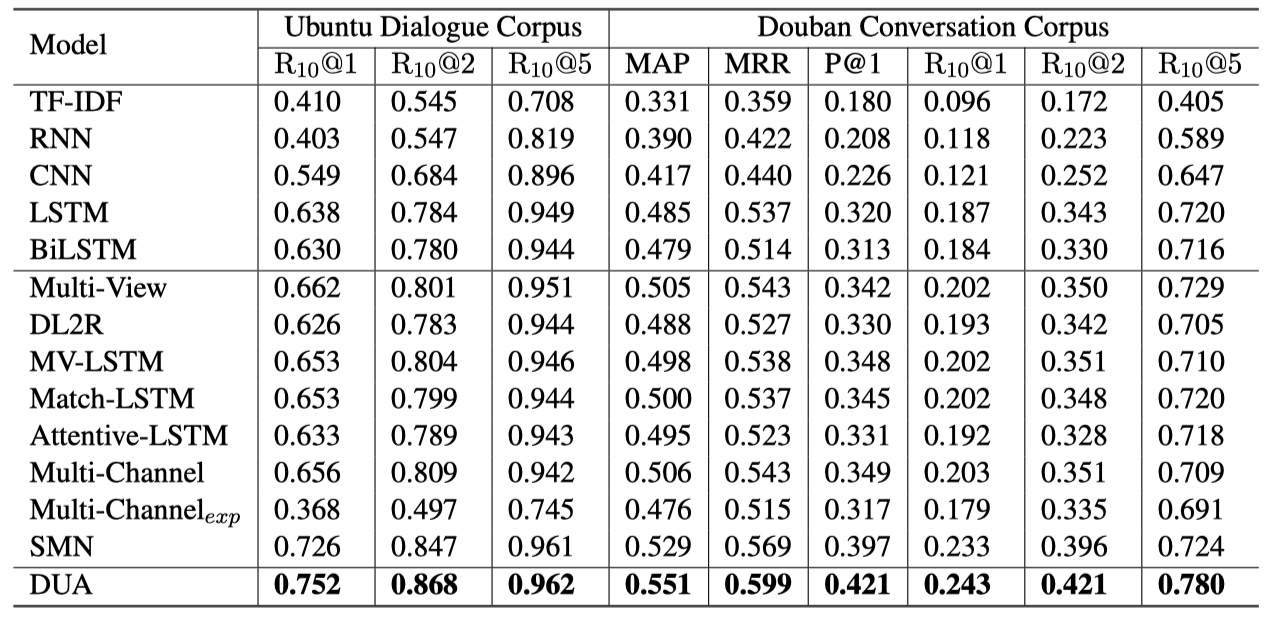 Model Ubuntu Dialogue Corpus Douban Conversation Corpus
R10@1 R10@2 R10@5 MAP MRR P@1 R10@1 R10@2 R10@5
TF-IDF 0.410 0.545 0.708 0.331 0.359 0.180 0.096 0.172 0.405
RNN 0.403 0.547 0.819 0.390 0.422 0.208 0.118 0.223 0.589
CNN 0.549 0.684 0.896 0.417 0.440 0.226 0.121 0.252 0.647
LSTM 0.638 0.784 0.949 0.485 0.537 0.320 0.187 0.343 0.720
BiLSTM 0.630 0.780 0.944 0.479 0.514 0.313 0.184 0.330 0.716
Multi-View 0.662 0.801 0.951 0.505 0.543 0.342 0.202 0.350 0.729
DL2R 0.626 0.783 0.944 0.488 0.527 0.330 0.193 0.342 0.705
MV-LSTM 0.653 0.804 0.946 0.498 0.538 0.348 0.202 0.351 0.710
Match-LSTM 0.653 0.799 0.944 0.500 0.537 0.345 0.202 0.348 0.720
Attentive-LSTM 0.633 0.789 0.943 0.495 0.523 0.331 0.192 0.328 0.718
Multi-Channel 0.656 0.809 0.942 0.506 0.543 0.349 0.203 0.351 0.709
Multi-Channelexp 0.368 0.497 0.745 0.476 0.515 0.317 0.179 0.335 0.691
SMN 0.726 0.847 0.961 0.529 0.569 0.397 0.233 0.396 0.724
DUA 0.752 0.868 0.962 0.551 0.599 0.421 0.243 0.421 0.780